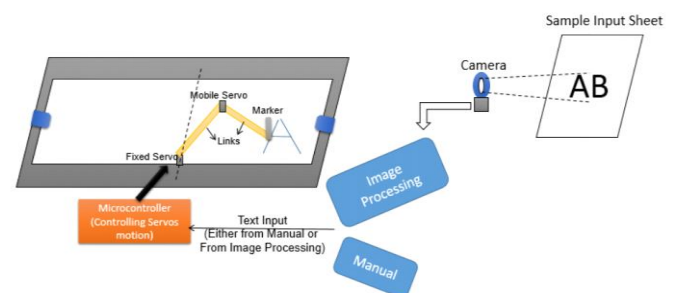 Sample Input Sheet
Camera
AB
Mobile Servo
Marker
Links
Fixed Servo
Image
Processing
Microcontroller
(Controlling Servos
motion)
Text Input
(Either from Manual or
From Image Processing)
Manual